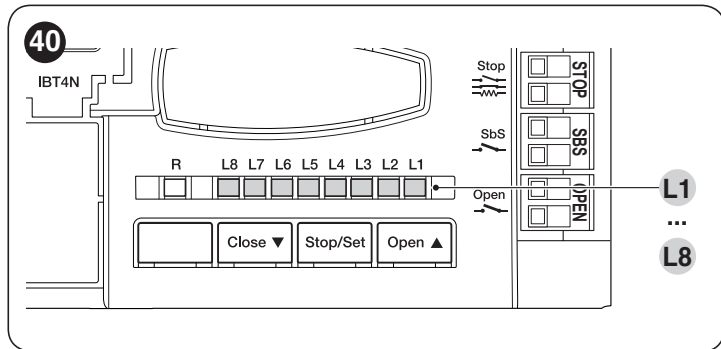 40
IBT4N
Stop
STOP
SbS
SBS
R L8 L7 L6 L5 L4 L3 L2 L1
Open
OPEN
L1
...
L8
Close ▼ Stop/Set Open ▲